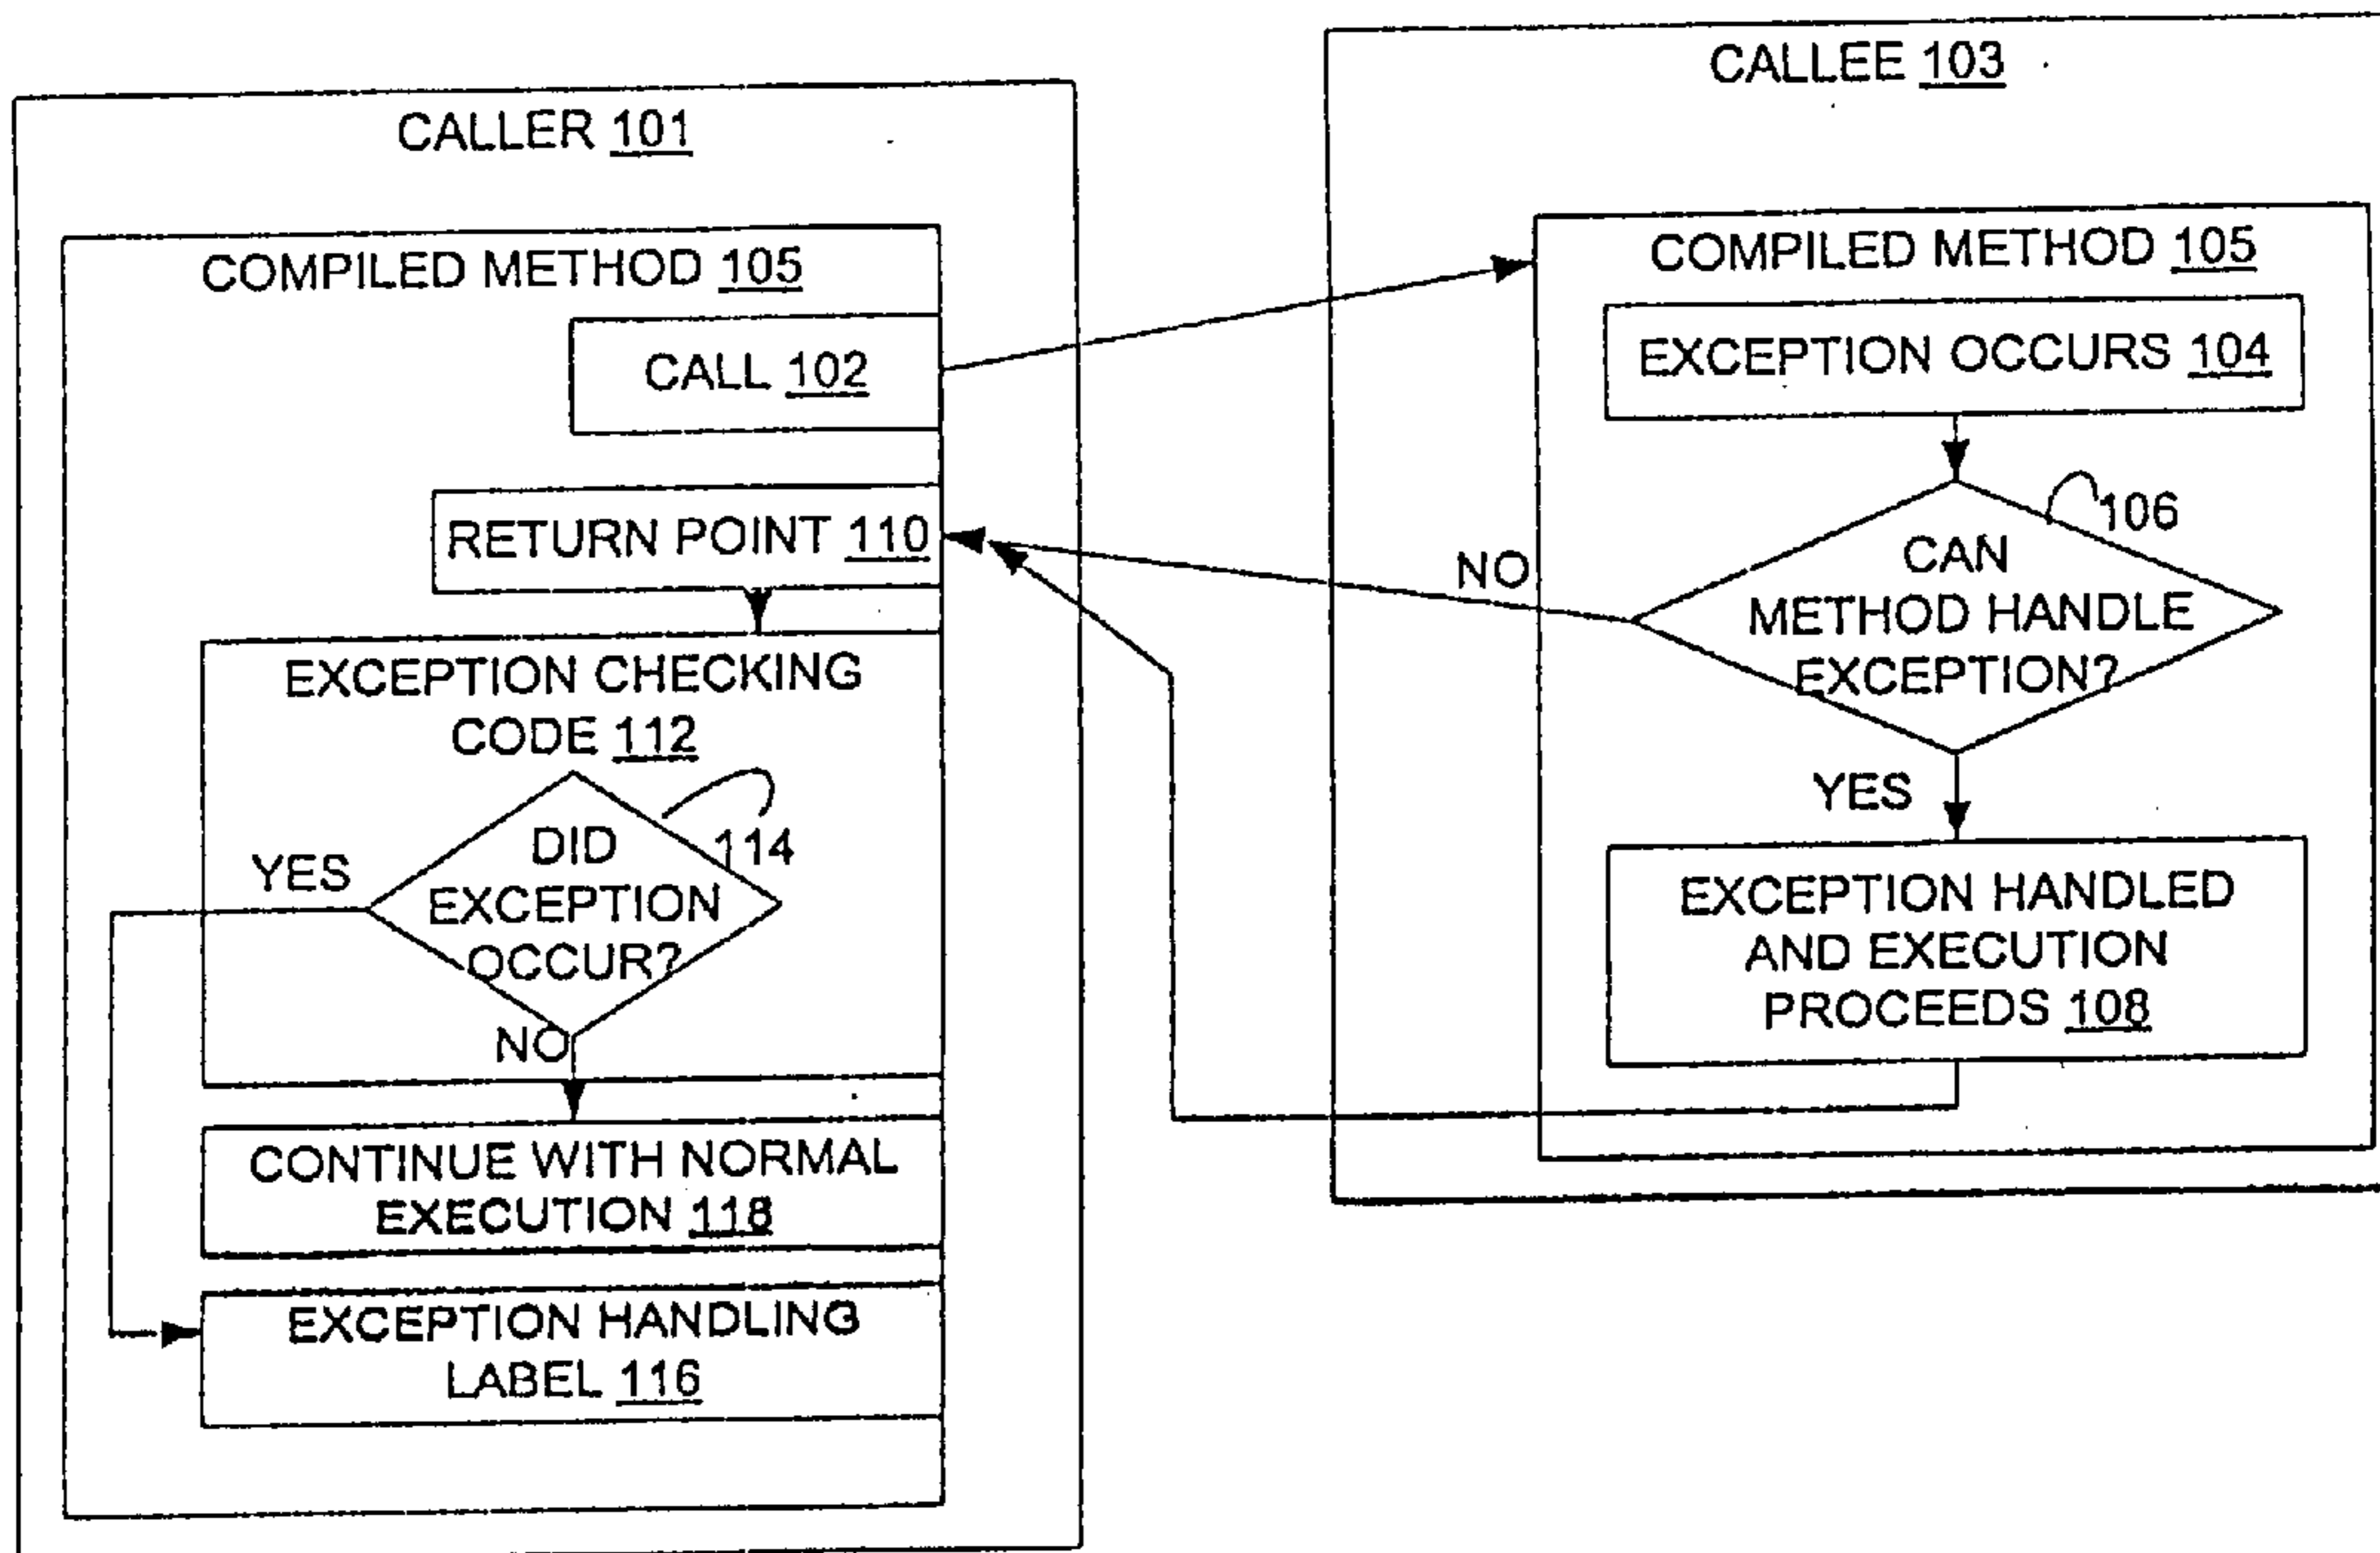 CALLER 101
COMPILED METHOD 105
CALL 102
RETURN POINT 110
EXCEPTION CHECKING
CODE 112
114
DID
EXCEPTION
OCCUR?
YES
NO
CONTINUE WITH NORMAL
EXECUTION 118
EXCEPTION HANDLING
LABEL 116
CALLEE 103
COMPILED METHOD 105
EXCEPTION OCCURS 104
106
CAN
METHOD HANDLE
EXCEPTION?
NO
YES
EXCEPTION HANDLED
AND EXECUTION
PROCEEDS 108